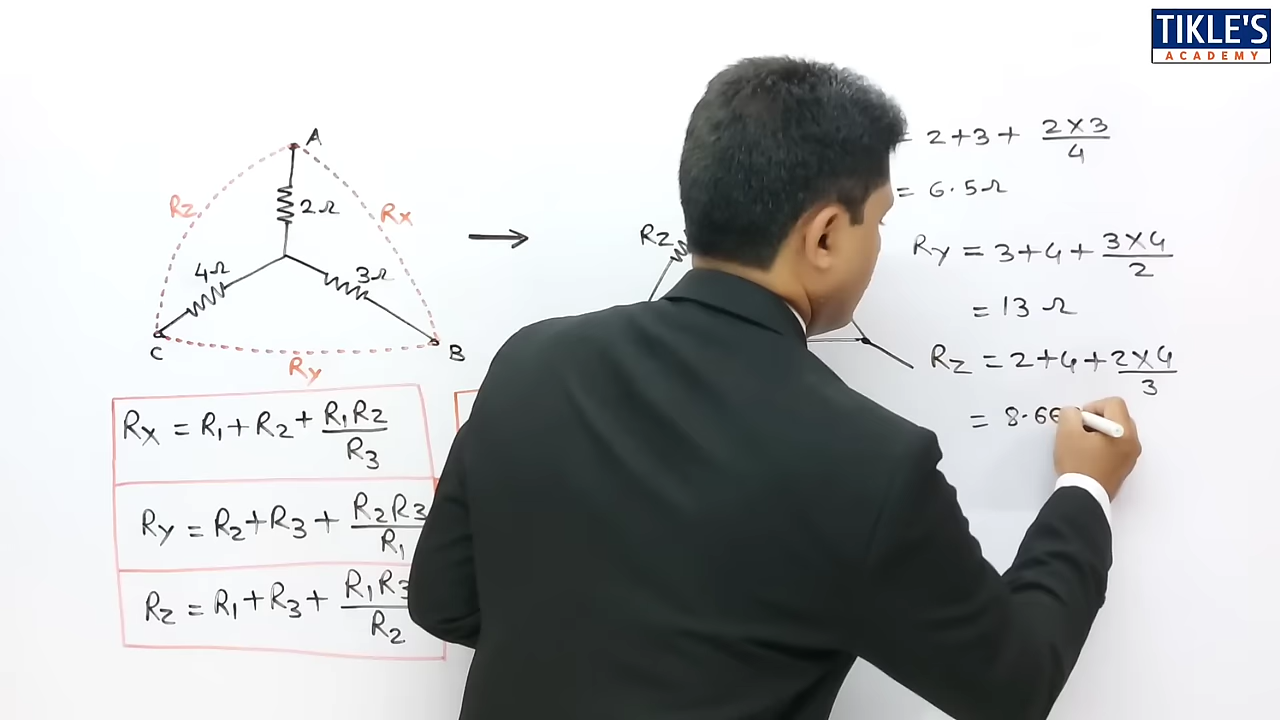 TIKLE'S
ACADEMY
A
Rz
2Ω
Rx
4Ω
3Ω
C
B
Ry
Rx = R1 + R2 + R1R2/R3
Ry = R2 + R3 + R2R3/R1
Rz = R1 + R3 + R1R3/R2
Rz
= 2 + 3 + 2×3/4
= 6.5Ω
Ry = 3 + 4 + 3×4/2
= 13 Ω
Rz = 2 + 4 + 2×4/3
= 8.66